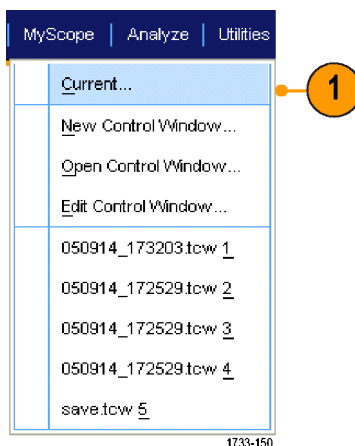 MyScope | Analyze | Utilities
Current...
1
New Control Window...
Open Control Window...
Edit Control Window...
050914_173203.tcw 1
050914_172529.tcw 2
050914_172529.tcw 3
050914_172529.tcw 4
save.tcw 5
1733-150